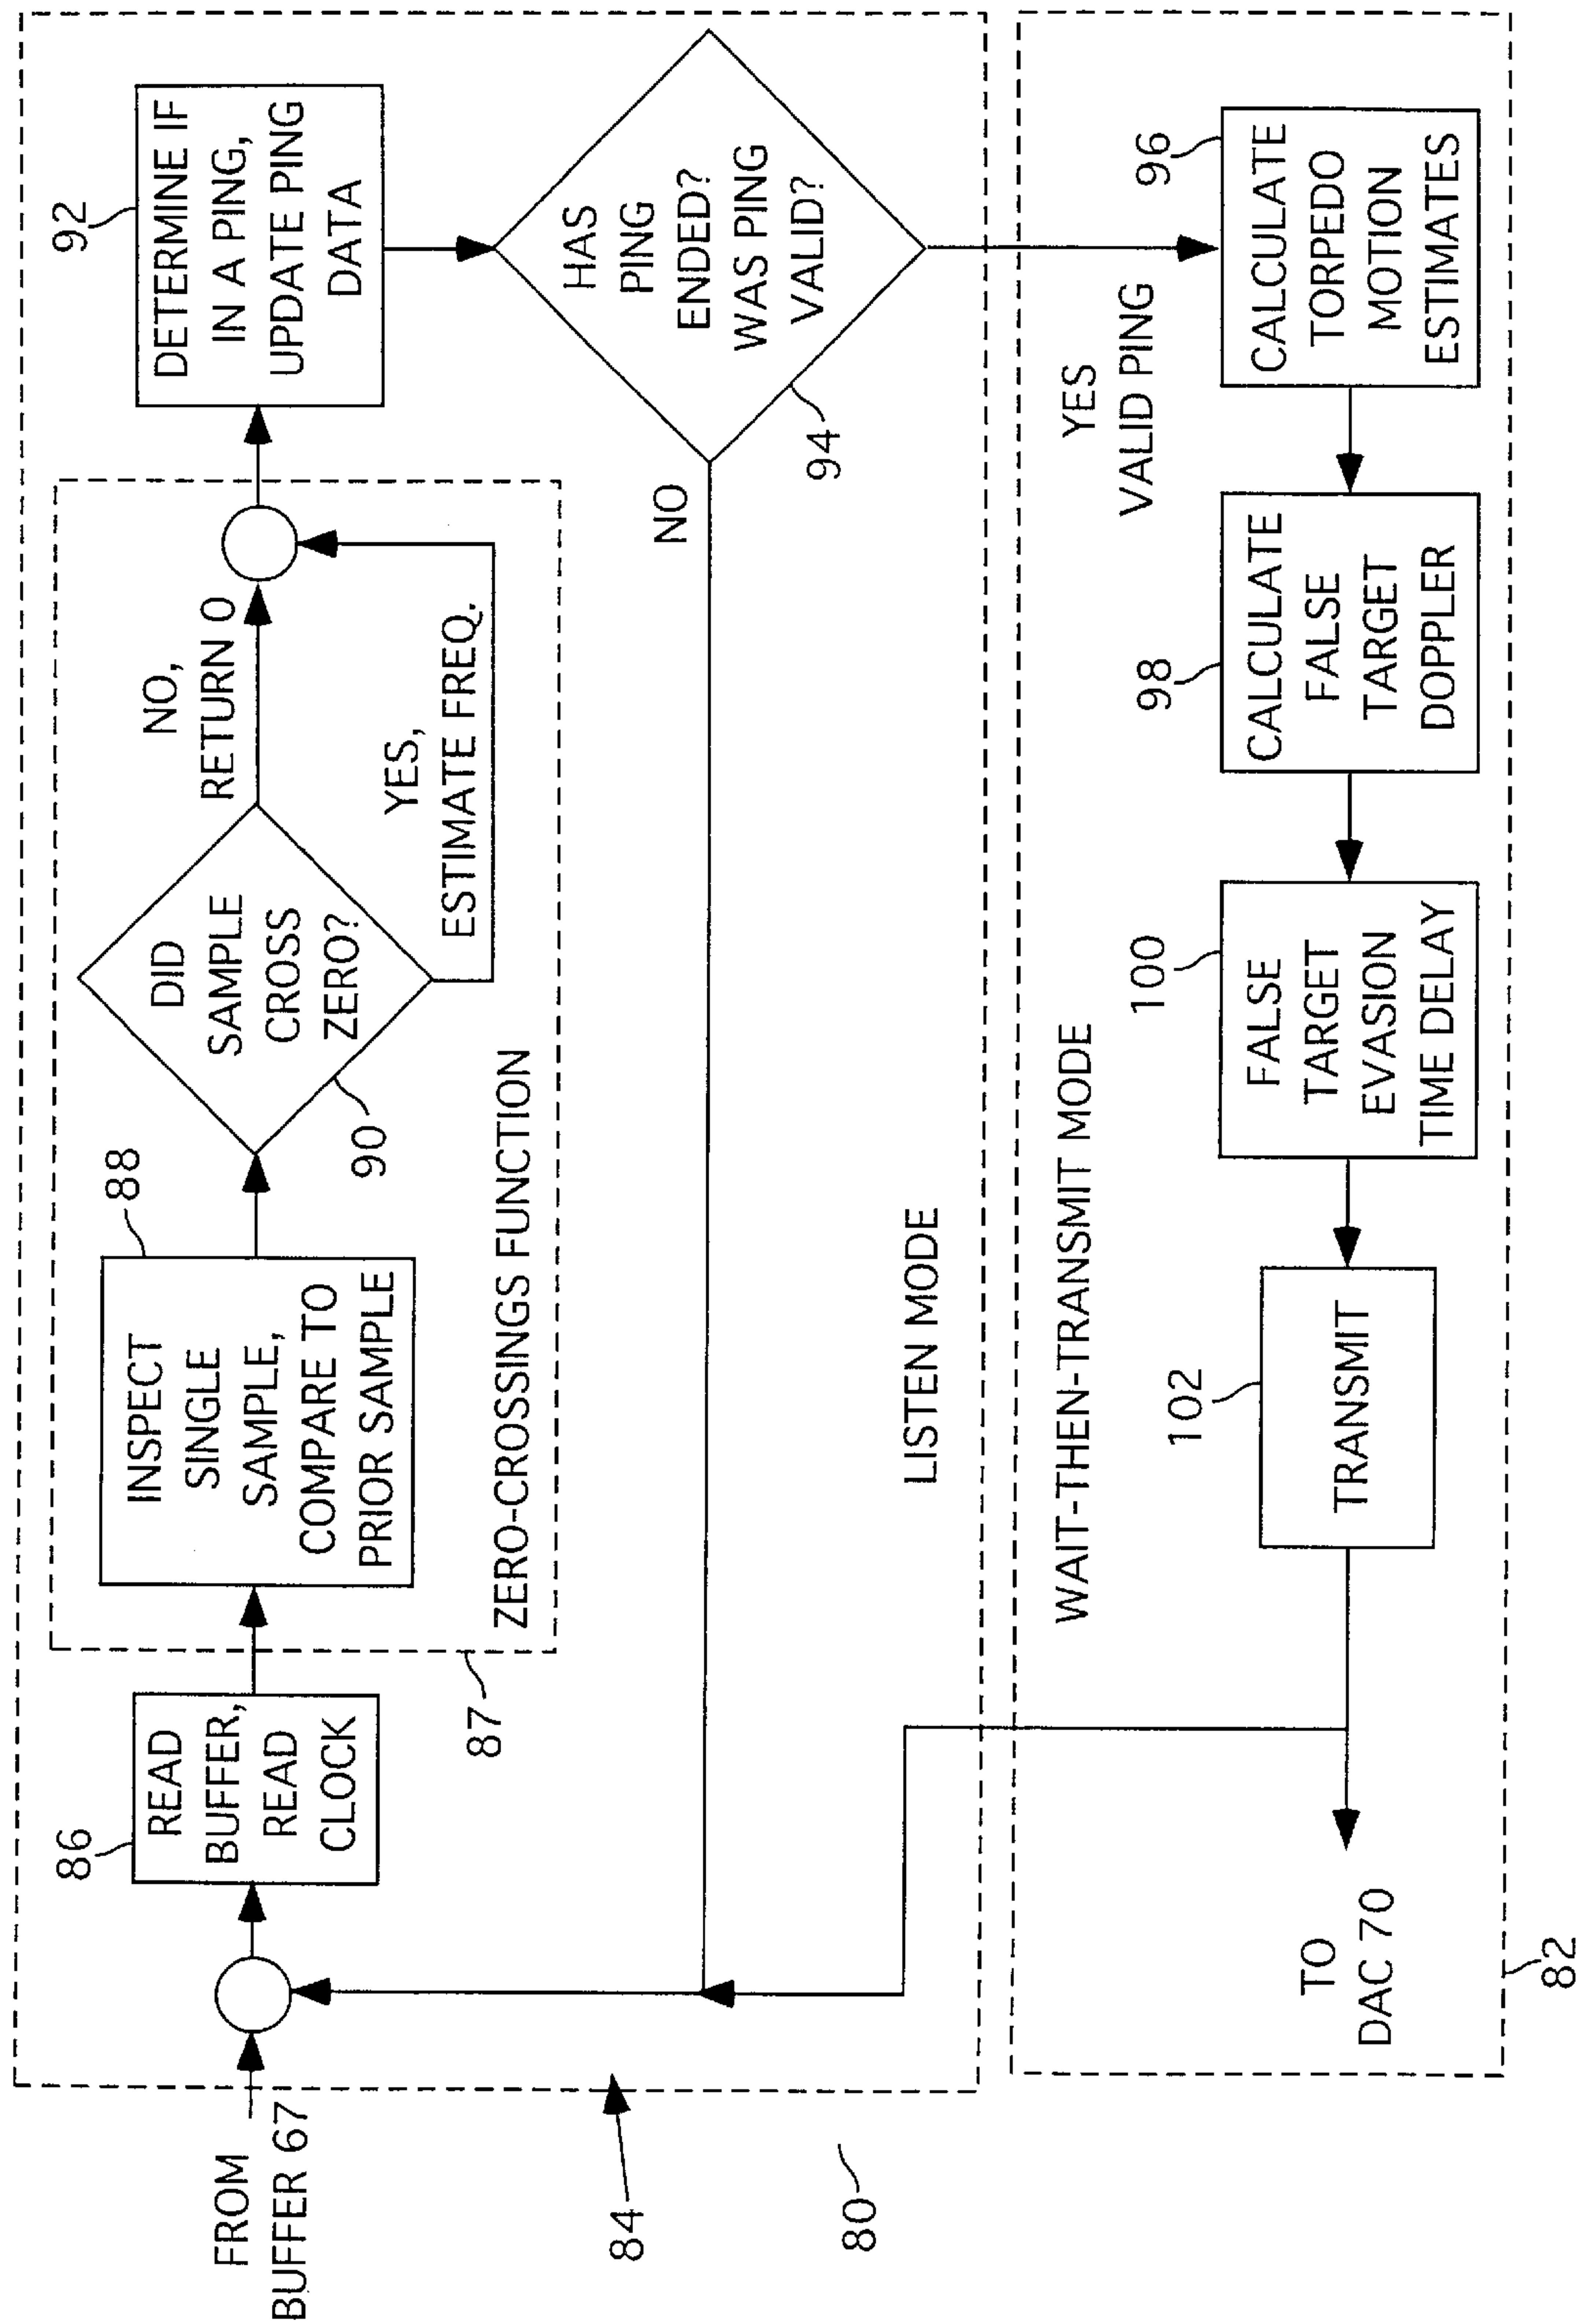 FROM
BUFFER 67
86
READ
BUFFER,
READ
CLOCK
88
INSPECT
SINGLE
SAMPLE,
COMPARE TO
PRIOR SAMPLE
DID
SAMPLE
CROSS
ZERO?
90
NO,
RETURN 0
YES,
ESTIMATE FREQ.
87
ZERO-CROSSINGS FUNCTION
92
DETERMINE IF
IN A PING,
UPDATE PING
DATA
HAS
PING
ENDED?
WAS PING
VALID?
94
NO
84
LISTEN MODE
80
YES
VALID PING
WAIT-THEN-TRANSMIT MODE
96
CALCULATE
TORPEDO
MOTION
ESTIMATES
98
CALCULATE
FALSE
TARGET
DOPPLER
100
FALSE
TARGET
EVASION
TIME DELAY
102
TRANSMIT
TO
DAC 70
82